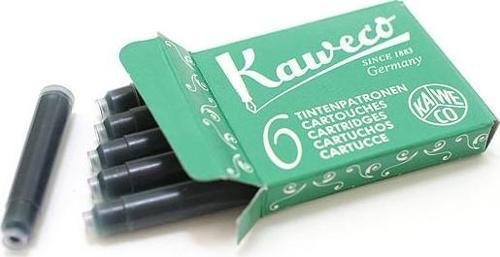 Kaweco
SINCE 1883
Germany
6
TINTENPATRONEN
CARTOUCHES
CARTRIDGES
CARTUCHOS
CARTUCCE
KA
WE
CO